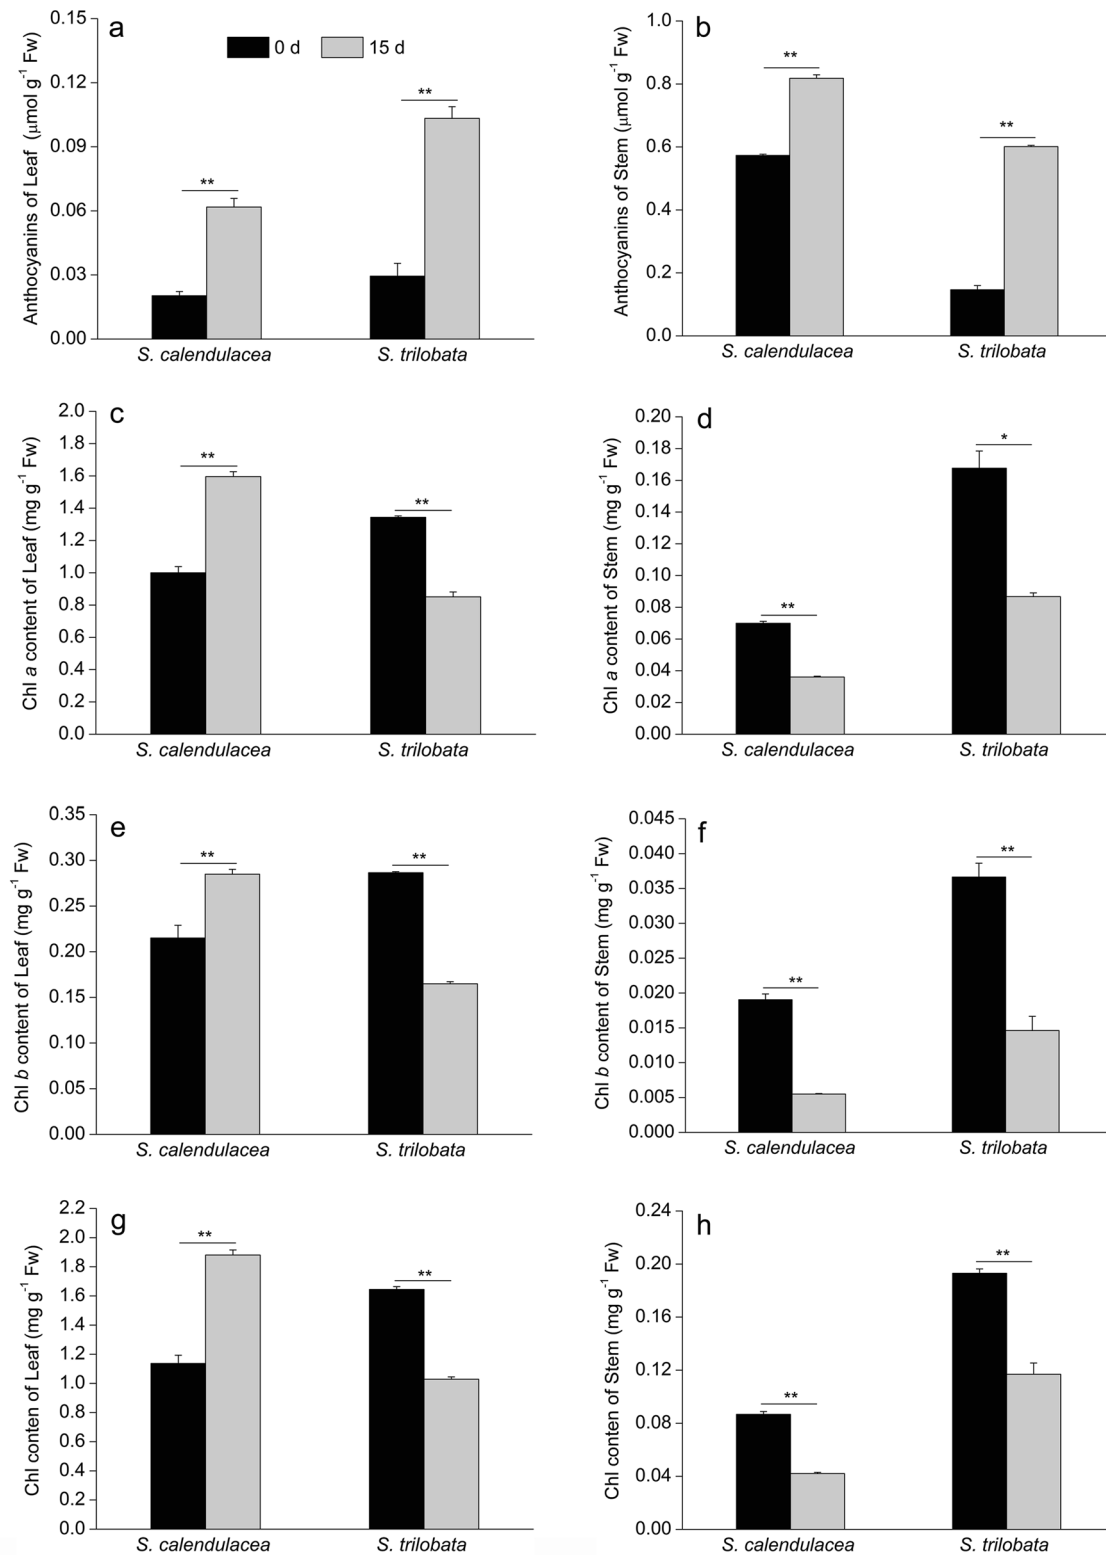 a
0 d
15 d
Anthocyanins of Leaf (μmol g⁻¹ Fw)
0.15
0.12
0.09
0.06
0.03
0.00
**
**
S. calendulacea
S. trilobata
b
Anthocyanins of Stem (μmol g⁻¹ Fw)
1.0
0.8
0.6
0.4
0.2
0.0
**
**
S. calendulacea
S. trilobata
c
Chl a content of Leaf (mg g⁻¹ Fw)
2.0
1.8
1.6
1.4
1.2
1.0
0.8
0.6
0.4
0.2
0.0
**
**
S. calendulacea
S. trilobata
d
Chl a content of Stem (mg g⁻¹ Fw)
0.20
0.18
0.16
0.14
0.12
0.10
0.08
0.06
0.04
0.02
0.00
**
*
S. calendulacea
S. trilobata
e
Chl b content of Leaf (mg g⁻¹ Fw)
0.35
0.30
0.25
0.20
0.15
0.10
0.05
0.00
**
**
S. calendulacea
S. trilobata
f
Chl b content of Stem (mg g⁻¹ Fw)
0.045
0.040
0.035
0.030
0.025
0.020
0.015
0.010
0.005
0.000
**
**
S. calendulacea
S. trilobata
g
Chl conten of Leaf (mg g⁻¹ Fw)
2.2
2.0
1.8
1.6
1.4
1.2
1.0
0.8
0.6
0.4
0.2
0.0
**
**
S. calendulacea
S. trilobata
h
Chl conten of Stem (mg g⁻¹ Fw)
0.24
0.20
0.16
0.12
0.08
0.04
0.00
**
**
S. calendulacea
S. trilobata